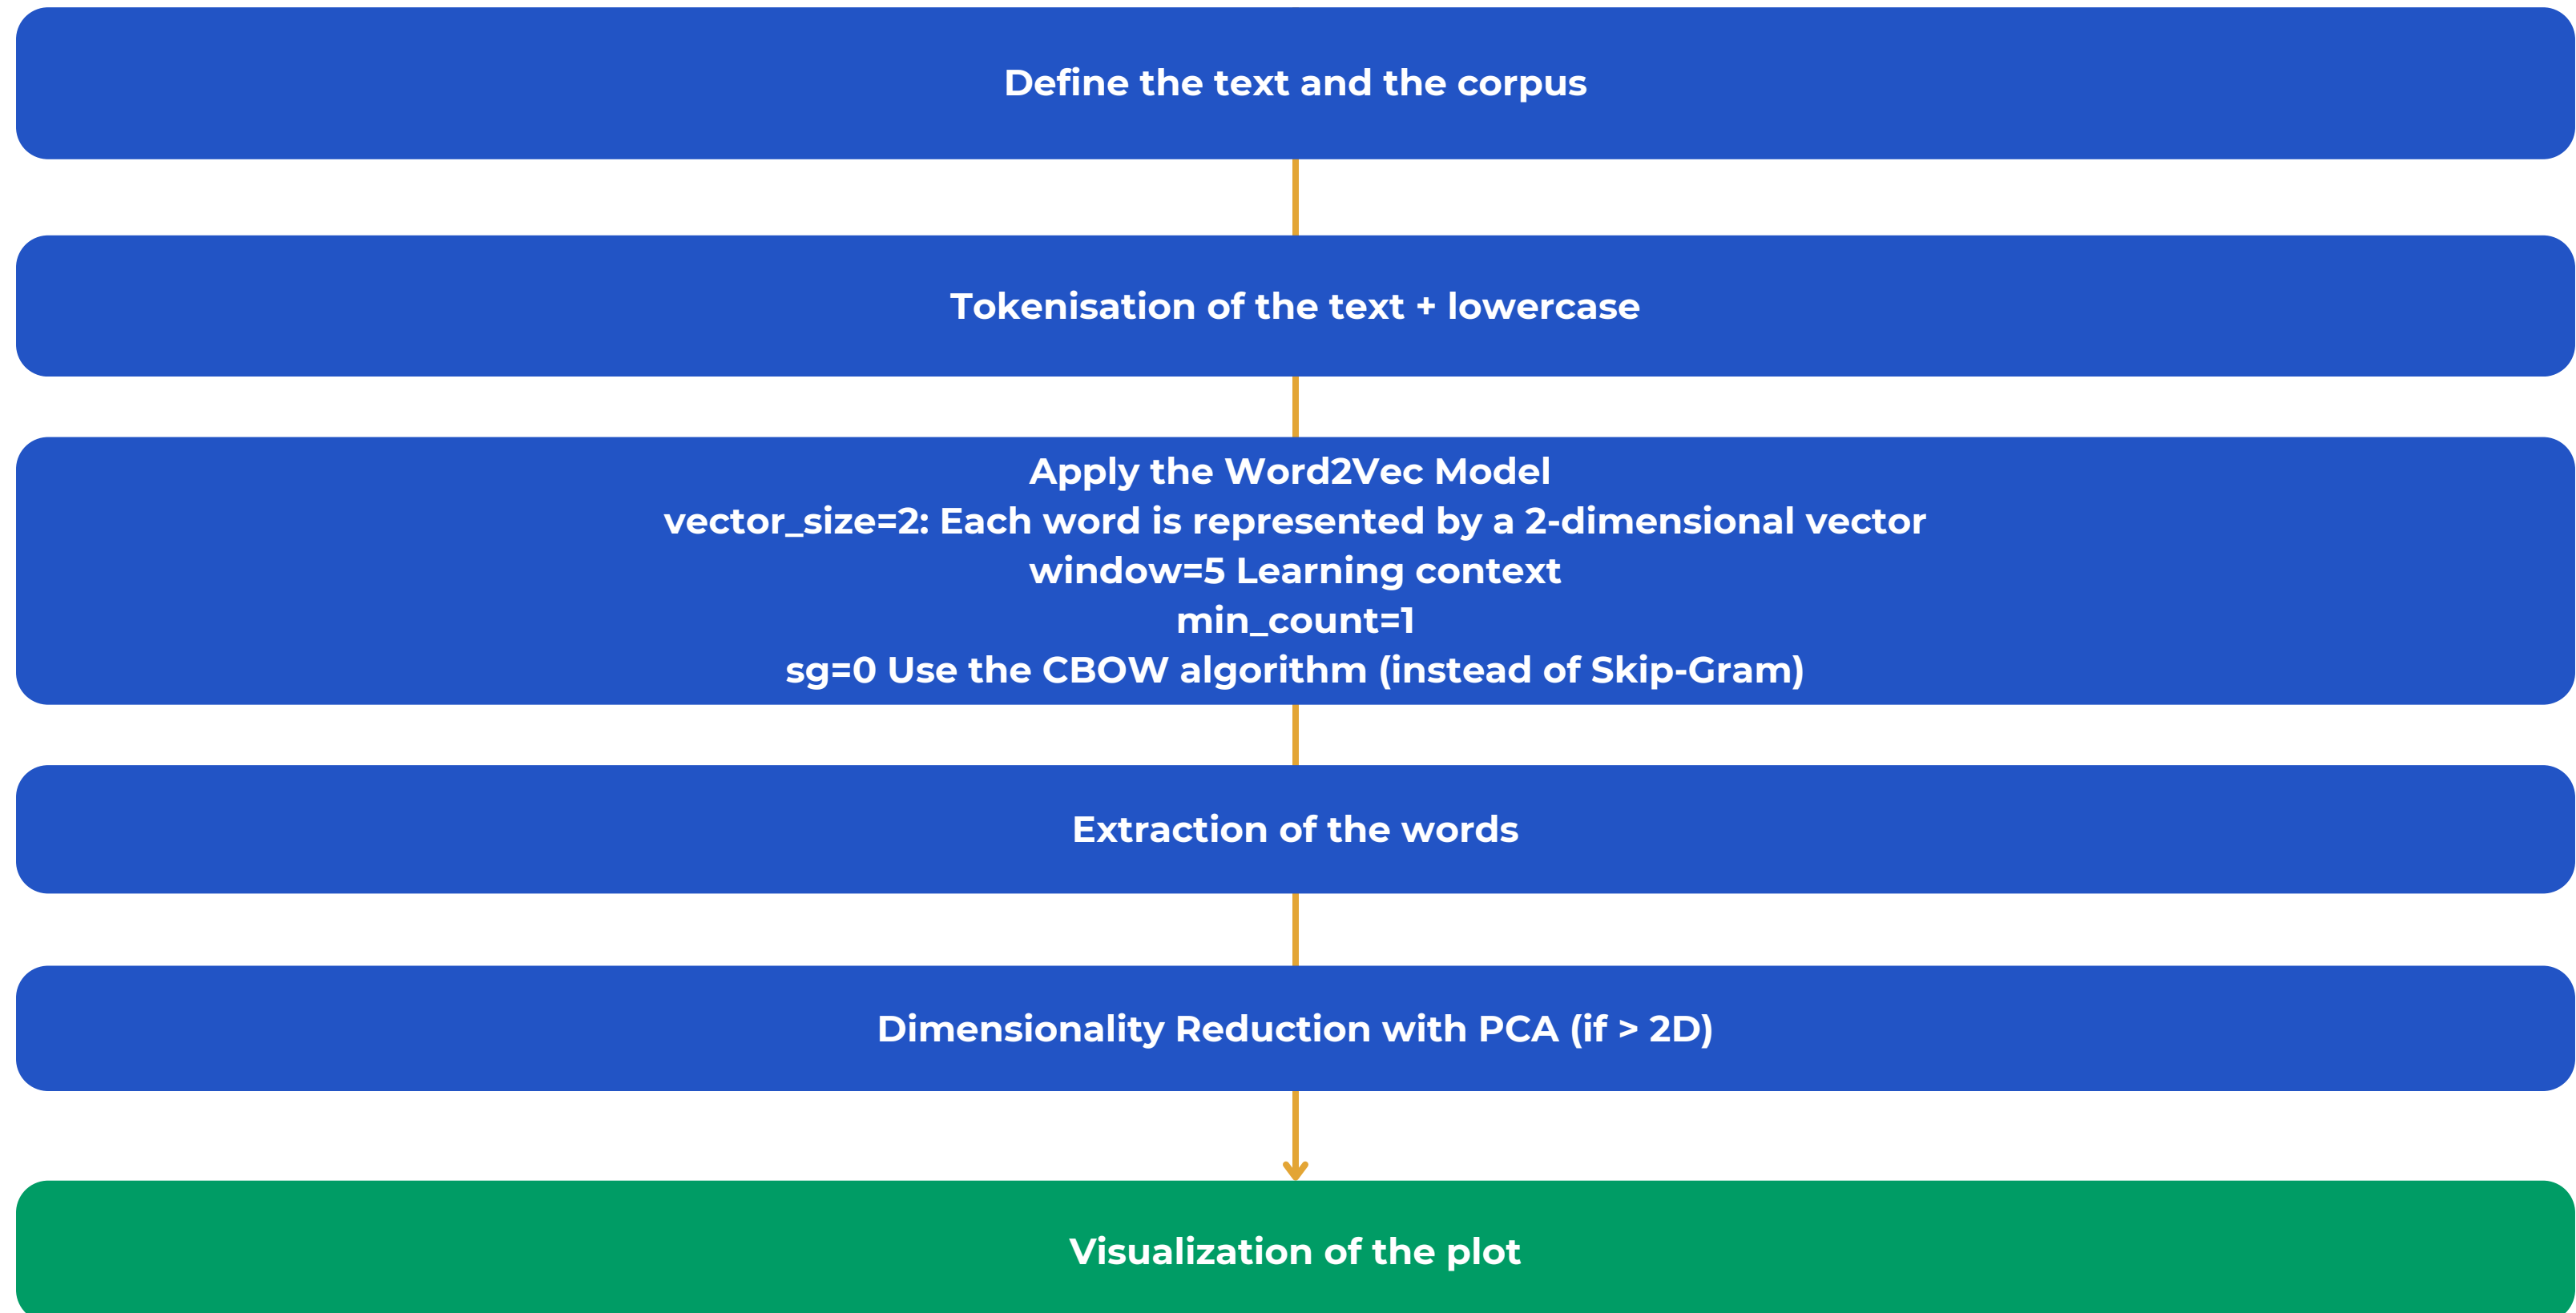 Define the text and the corpus
Tokenisation of the text + lowercase
Apply the Word2Vec Model
vector_size=2: Each word is represented by a 2-dimensional vector
window=5 Learning context
min_count=1
sg=0 Use the CBOW algorithm (instead of Skip-Gram)
Extraction of the words
Dimensionality Reduction with PCA (if > 2D)
Visualization of the plot